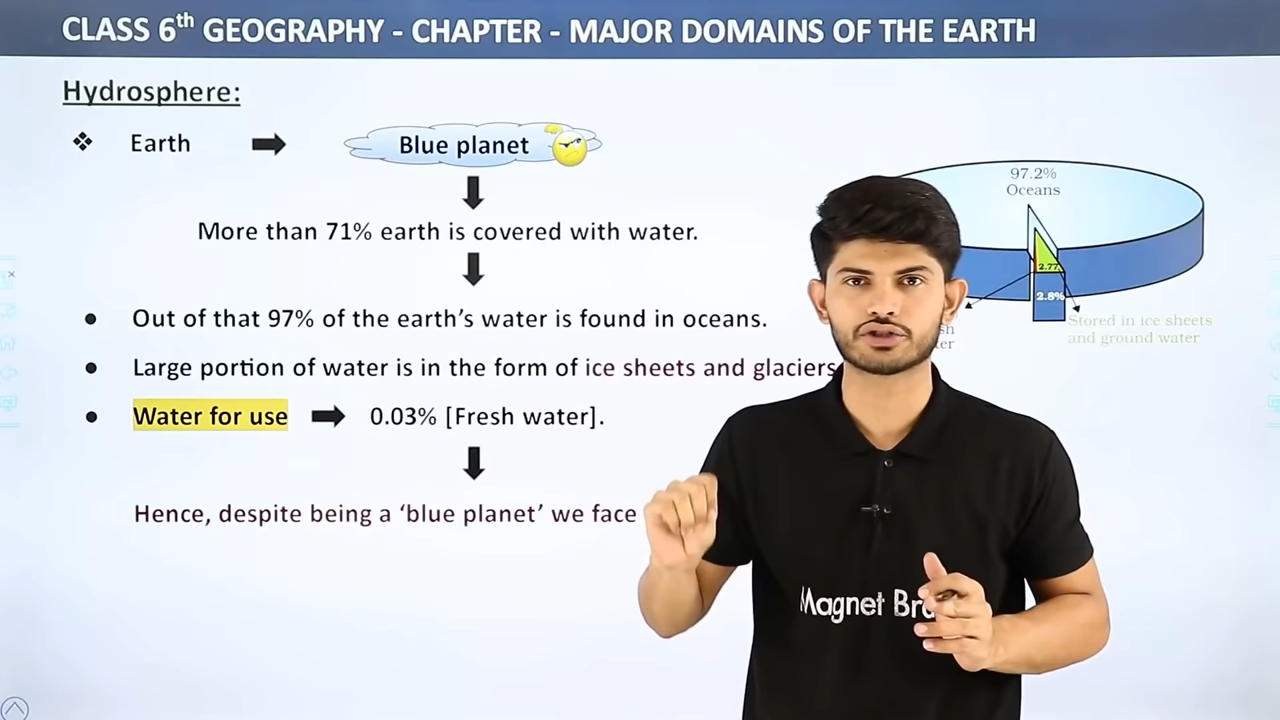 CLASS 6th GEOGRAPHY - CHAPTER - MAJOR DOMAINS OF THE EARTH
Hydrosphere:
❖ Earth ➡ Blue planet
More than 71% earth is covered with water.
● Out of that 97% of the earth's water is found in oceans.
● Large portion of water is in the form of ice sheets and glaciers
● Water for use ➡ 0.03% [Fresh water].
Hence, despite being a 'blue planet' we face
97.2%
Oceans
2.77
2.8%
Stored in ice sheets
and ground water
Magnet